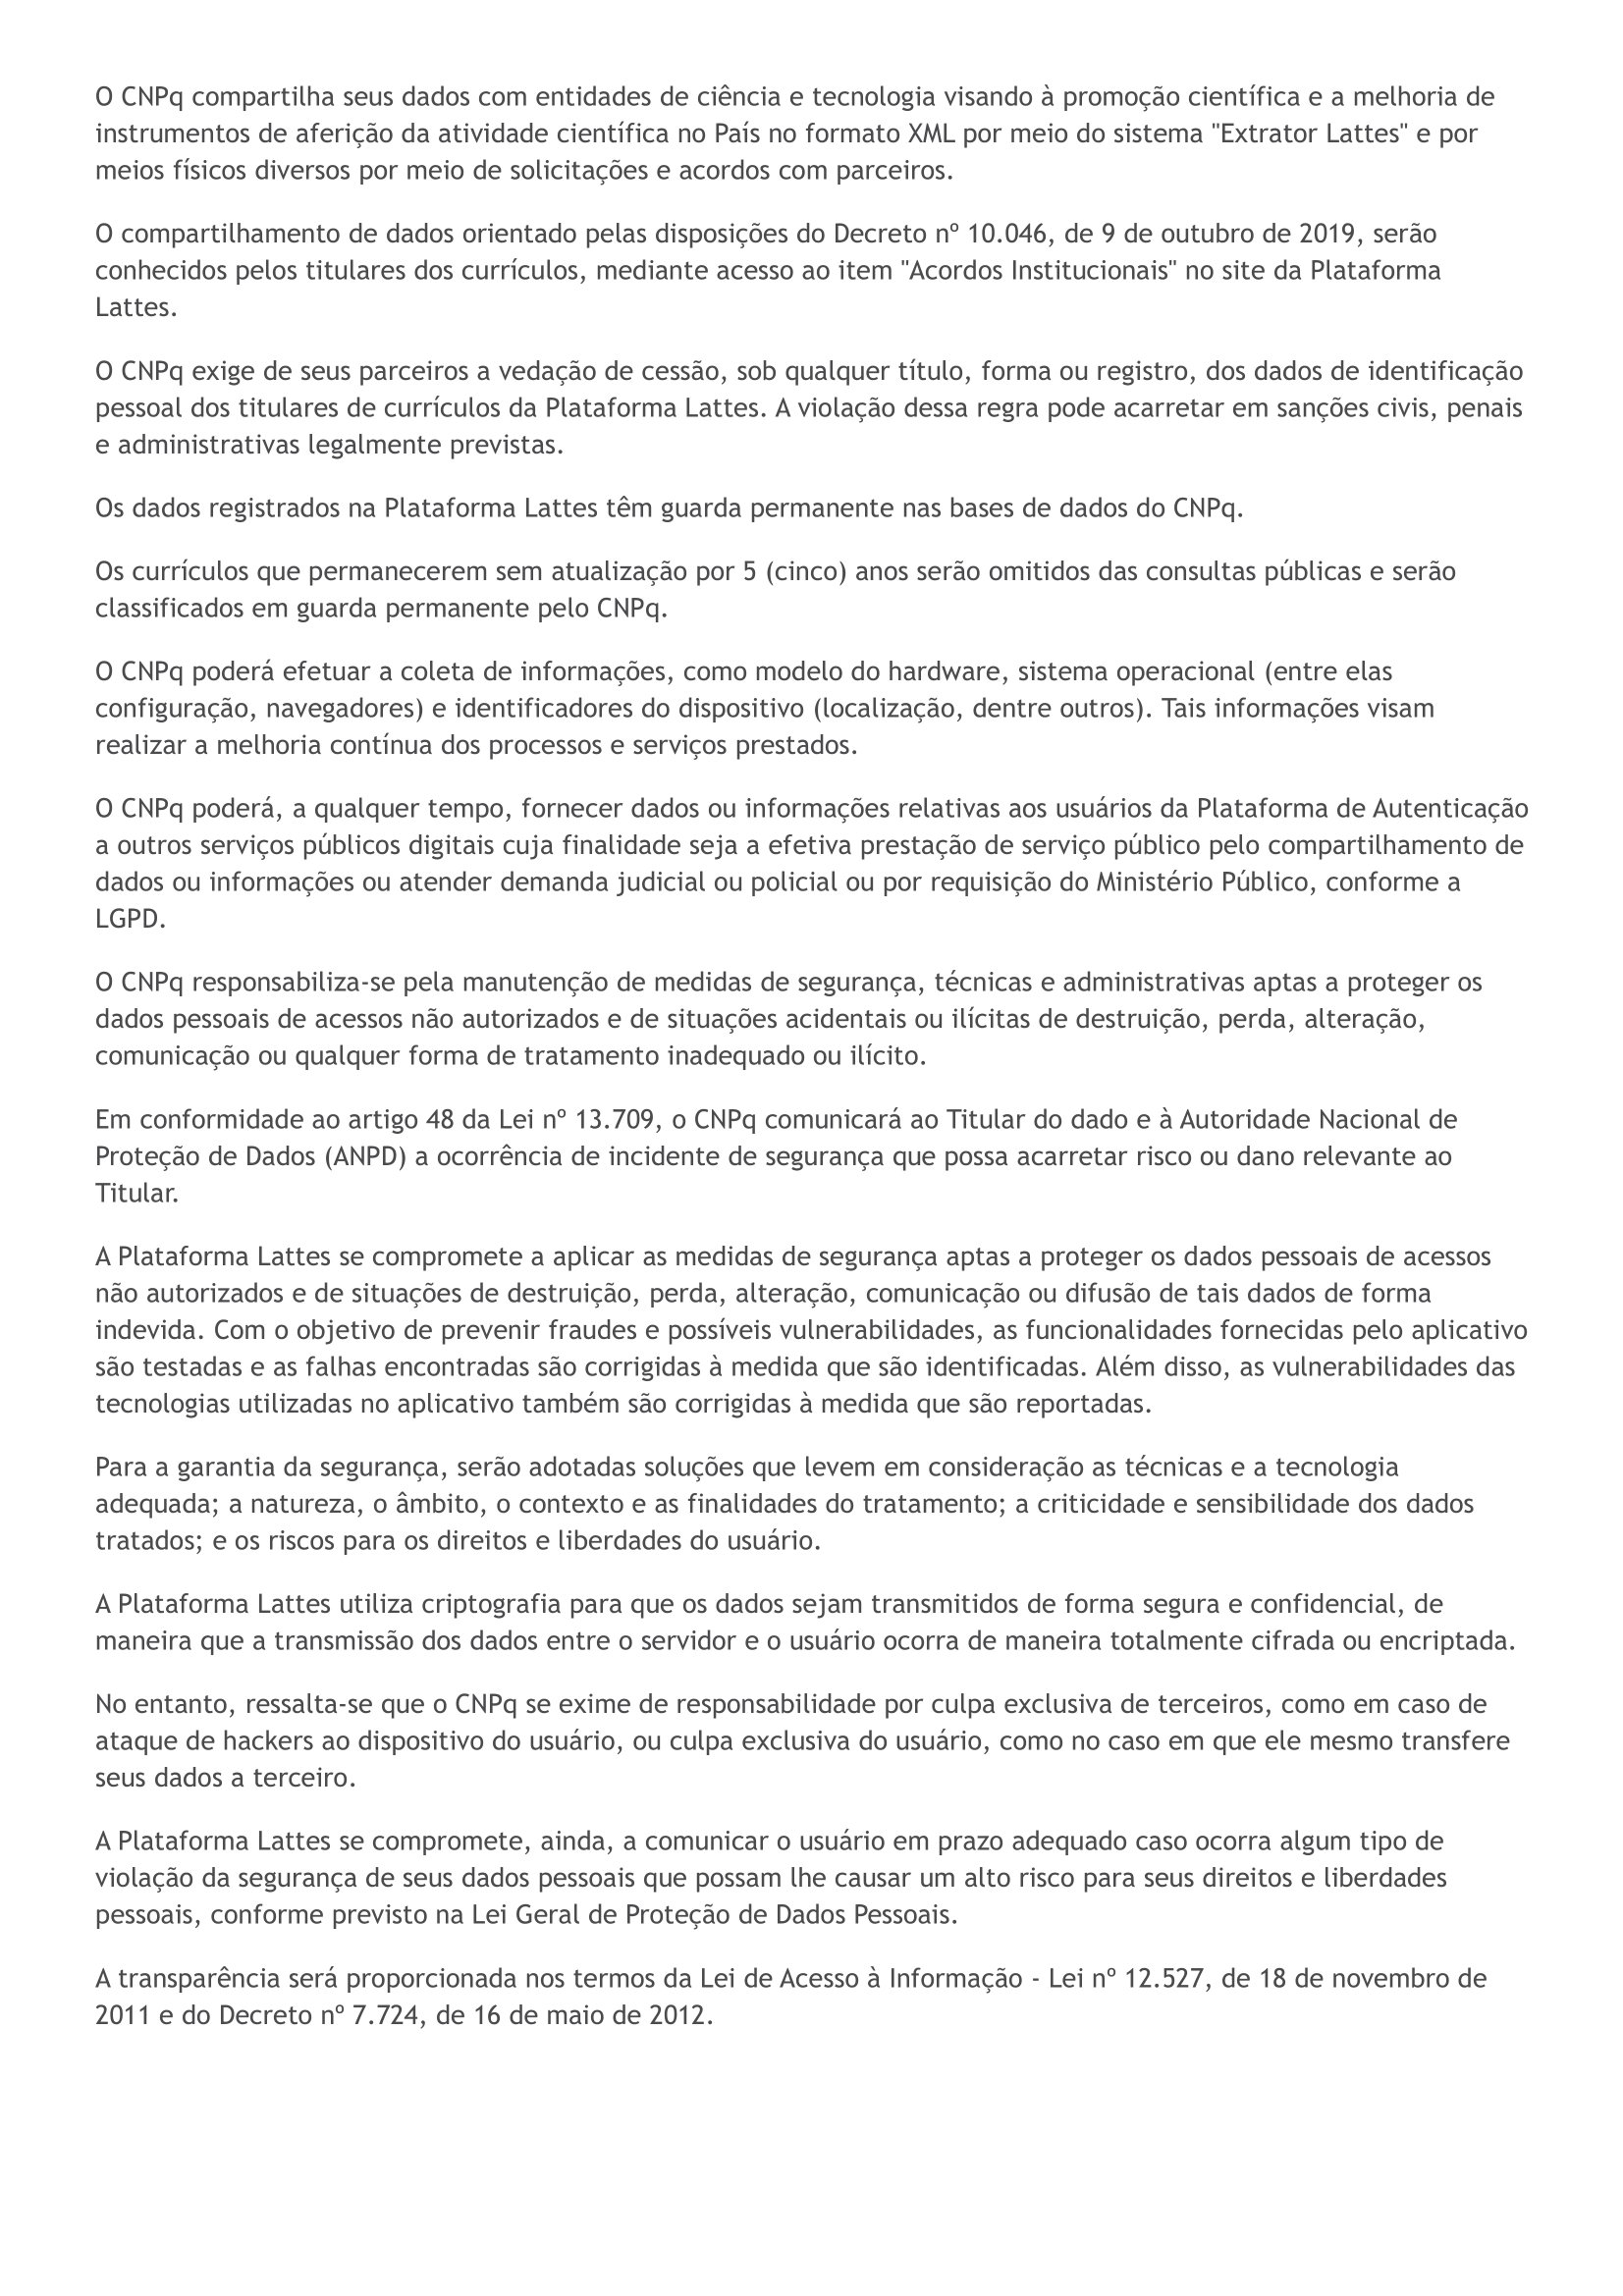 O CNPq compartilha seus dados com entidades de ciência e tecnologia visando à promoção científica e a melhoria de
instrumentos de aferição da atividade científica no País no formato XML por meio do sistema "Extrator Lattes" e por
meios físicos diversos por meio de solicitações e acordos com parceiros.
O compartilhamento de dados orientado pelas disposições do Decreto nº 10.046, de 9 de outubro de 2019, serão
conhecidos pelos titulares dos currículos, mediante acesso ao item "Acordos Institucionais" no site da Plataforma
Lattes.
O CNPq exige de seus parceiros a vedação de cessão, sob qualquer título, forma ou registro, dos dados de identificação
pessoal dos titulares de currículos da Plataforma Lattes. A violação dessa regra pode acarretar em sanções civis, penais
e administrativas legalmente previstas.
Os dados registrados na Plataforma Lattes têm guarda permanente nas bases de dados do CNPq.
Os currículos que permanecerem sem atualização por 5 (cinco) anos serão omitidos das consultas públicas e serão
classificados em guarda permanente pelo CNPq.
O CNPq poderá efetuar a coleta de informações, como modelo do hardware, sistema operacional (entre elas
configuração, navegadores) e identificadores do dispositivo (localização, dentre outros). Tais informações visam
realizar a melhoria contínua dos processos e serviços prestados.
O CNPq poderá, a qualquer tempo, fornecer dados ou informações relativas aos usuários da Plataforma de Autenticação
a outros serviços públicos digitais cuja finalidade seja a efetiva prestação de serviço público pelo compartilhamento de
dados ou informações ou atender demanda judicial ou policial ou por requisição do Ministério Público, conforme a
LGPD.
O CNPq responsabiliza-se pela manutenção de medidas de segurança, técnicas e administrativas aptas a proteger os
dados pessoais de acessos não autorizados e de situações acidentais ou ilícitas de destruição, perda, alteração,
comunicação ou qualquer forma de tratamento inadequado ou ilícito.
Em conformidade ao artigo 48 da Lei nº 13.709, o CNPq comunicará ao Titular do dado e à Autoridade Nacional de
Proteção de Dados (ANPD) a ocorrência de incidente de segurança que possa acarretar risco ou dano relevante ao
Titular.
A Plataforma Lattes se compromete a aplicar as medidas de segurança aptas a proteger os dados pessoais de acessos
não autorizados e de situações de destruição, perda, alteração, comunicação ou difusão de tais dados de forma
indevida. Com o objetivo de prevenir fraudes e possíveis vulnerabilidades, as funcionalidades fornecidas pelo aplicativo
são testadas e as falhas encontradas são corrigidas à medida que são identificadas. Além disso, as vulnerabilidades das
tecnologias utilizadas no aplicativo também são corrigidas à medida que são reportadas.
Para a garantia da segurança, serão adotadas soluções que levem em consideração as técnicas e a tecnologia
adequada; a natureza, o âmbito, o contexto e as finalidades do tratamento; a criticidade e sensibilidade dos dados
tratados; e os riscos para os direitos e liberdades do usuário.
A Plataforma Lattes utiliza criptografia para que os dados sejam transmitidos de forma segura e confidencial, de
maneira que a transmissão dos dados entre o servidor e o usuário ocorra de maneira totalmente cifrada ou encriptada.
No entanto, ressalta-se que o CNPq se exime de responsabilidade por culpa exclusiva de terceiros, como em caso de
ataque de hackers ao dispositivo do usuário, ou culpa exclusiva do usuário, como no caso em que ele mesmo transfere
seus dados a terceiro.
A Plataforma Lattes se compromete, ainda, a comunicar o usuário em prazo adequado caso ocorra algum tipo de
violação da segurança de seus dados pessoais que possam lhe causar um alto risco para seus direitos e liberdades
pessoais, conforme previsto na Lei Geral de Proteção de Dados Pessoais.
A transparência será proporcionada nos termos da Lei de Acesso à Informação - Lei nº 12.527, de 18 de novembro de
2011 e do Decreto nº 7.724, de 16 de maio de 2012.